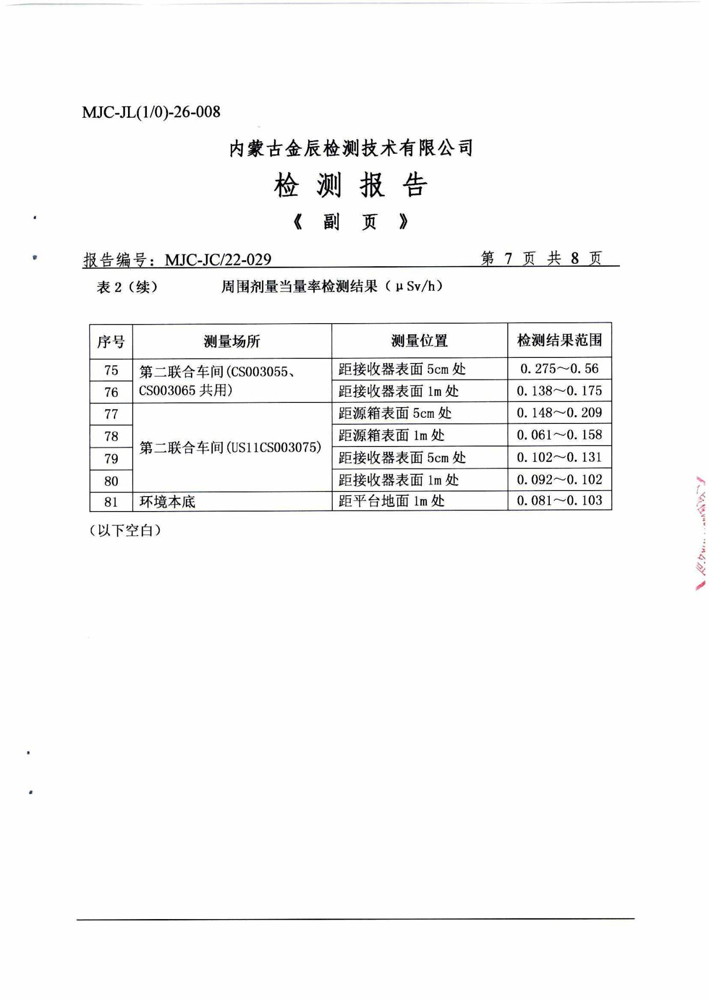 MJC-JL(1/0)-26-008
内蒙古金辰检测技术有限公司
检 测 报 告
《 副 页 》
报告编号: MJC-JC/22-029 第 7 页 共 8 页
表 2（续） 周围剂量当量率检测结果（μSv/h）
序号 测量场所 测量位置 检测结果范围
75 第二联合车间(CS003055、 距接收器表面 5cm 处 0.275～0.56
76 CS003065 共用) 距接收器表面 1m 处 0.138～0.175
77 距源箱表面 5cm 处 0.148～0.209
78 距源箱表面 1m 处 0.061～0.158
第二联合车间(US11CS003075)
79 距接收器表面 5cm 处 0.102～0.131
80 距接收器表面 1m 处 0.092～0.102
81 环境本底 距平台地面 1m 处 0.081～0.103
（以下空白）